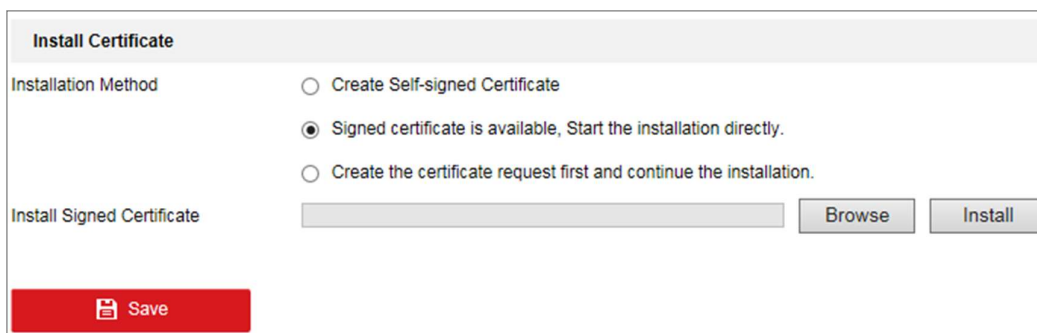 Install Certificate
Installation Method
Create Self-signed Certificate
Signed certificate is available, Start the installation directly.
Create the certificate request first and continue the installation.
Install Signed Certificate
Browse
Install
Save